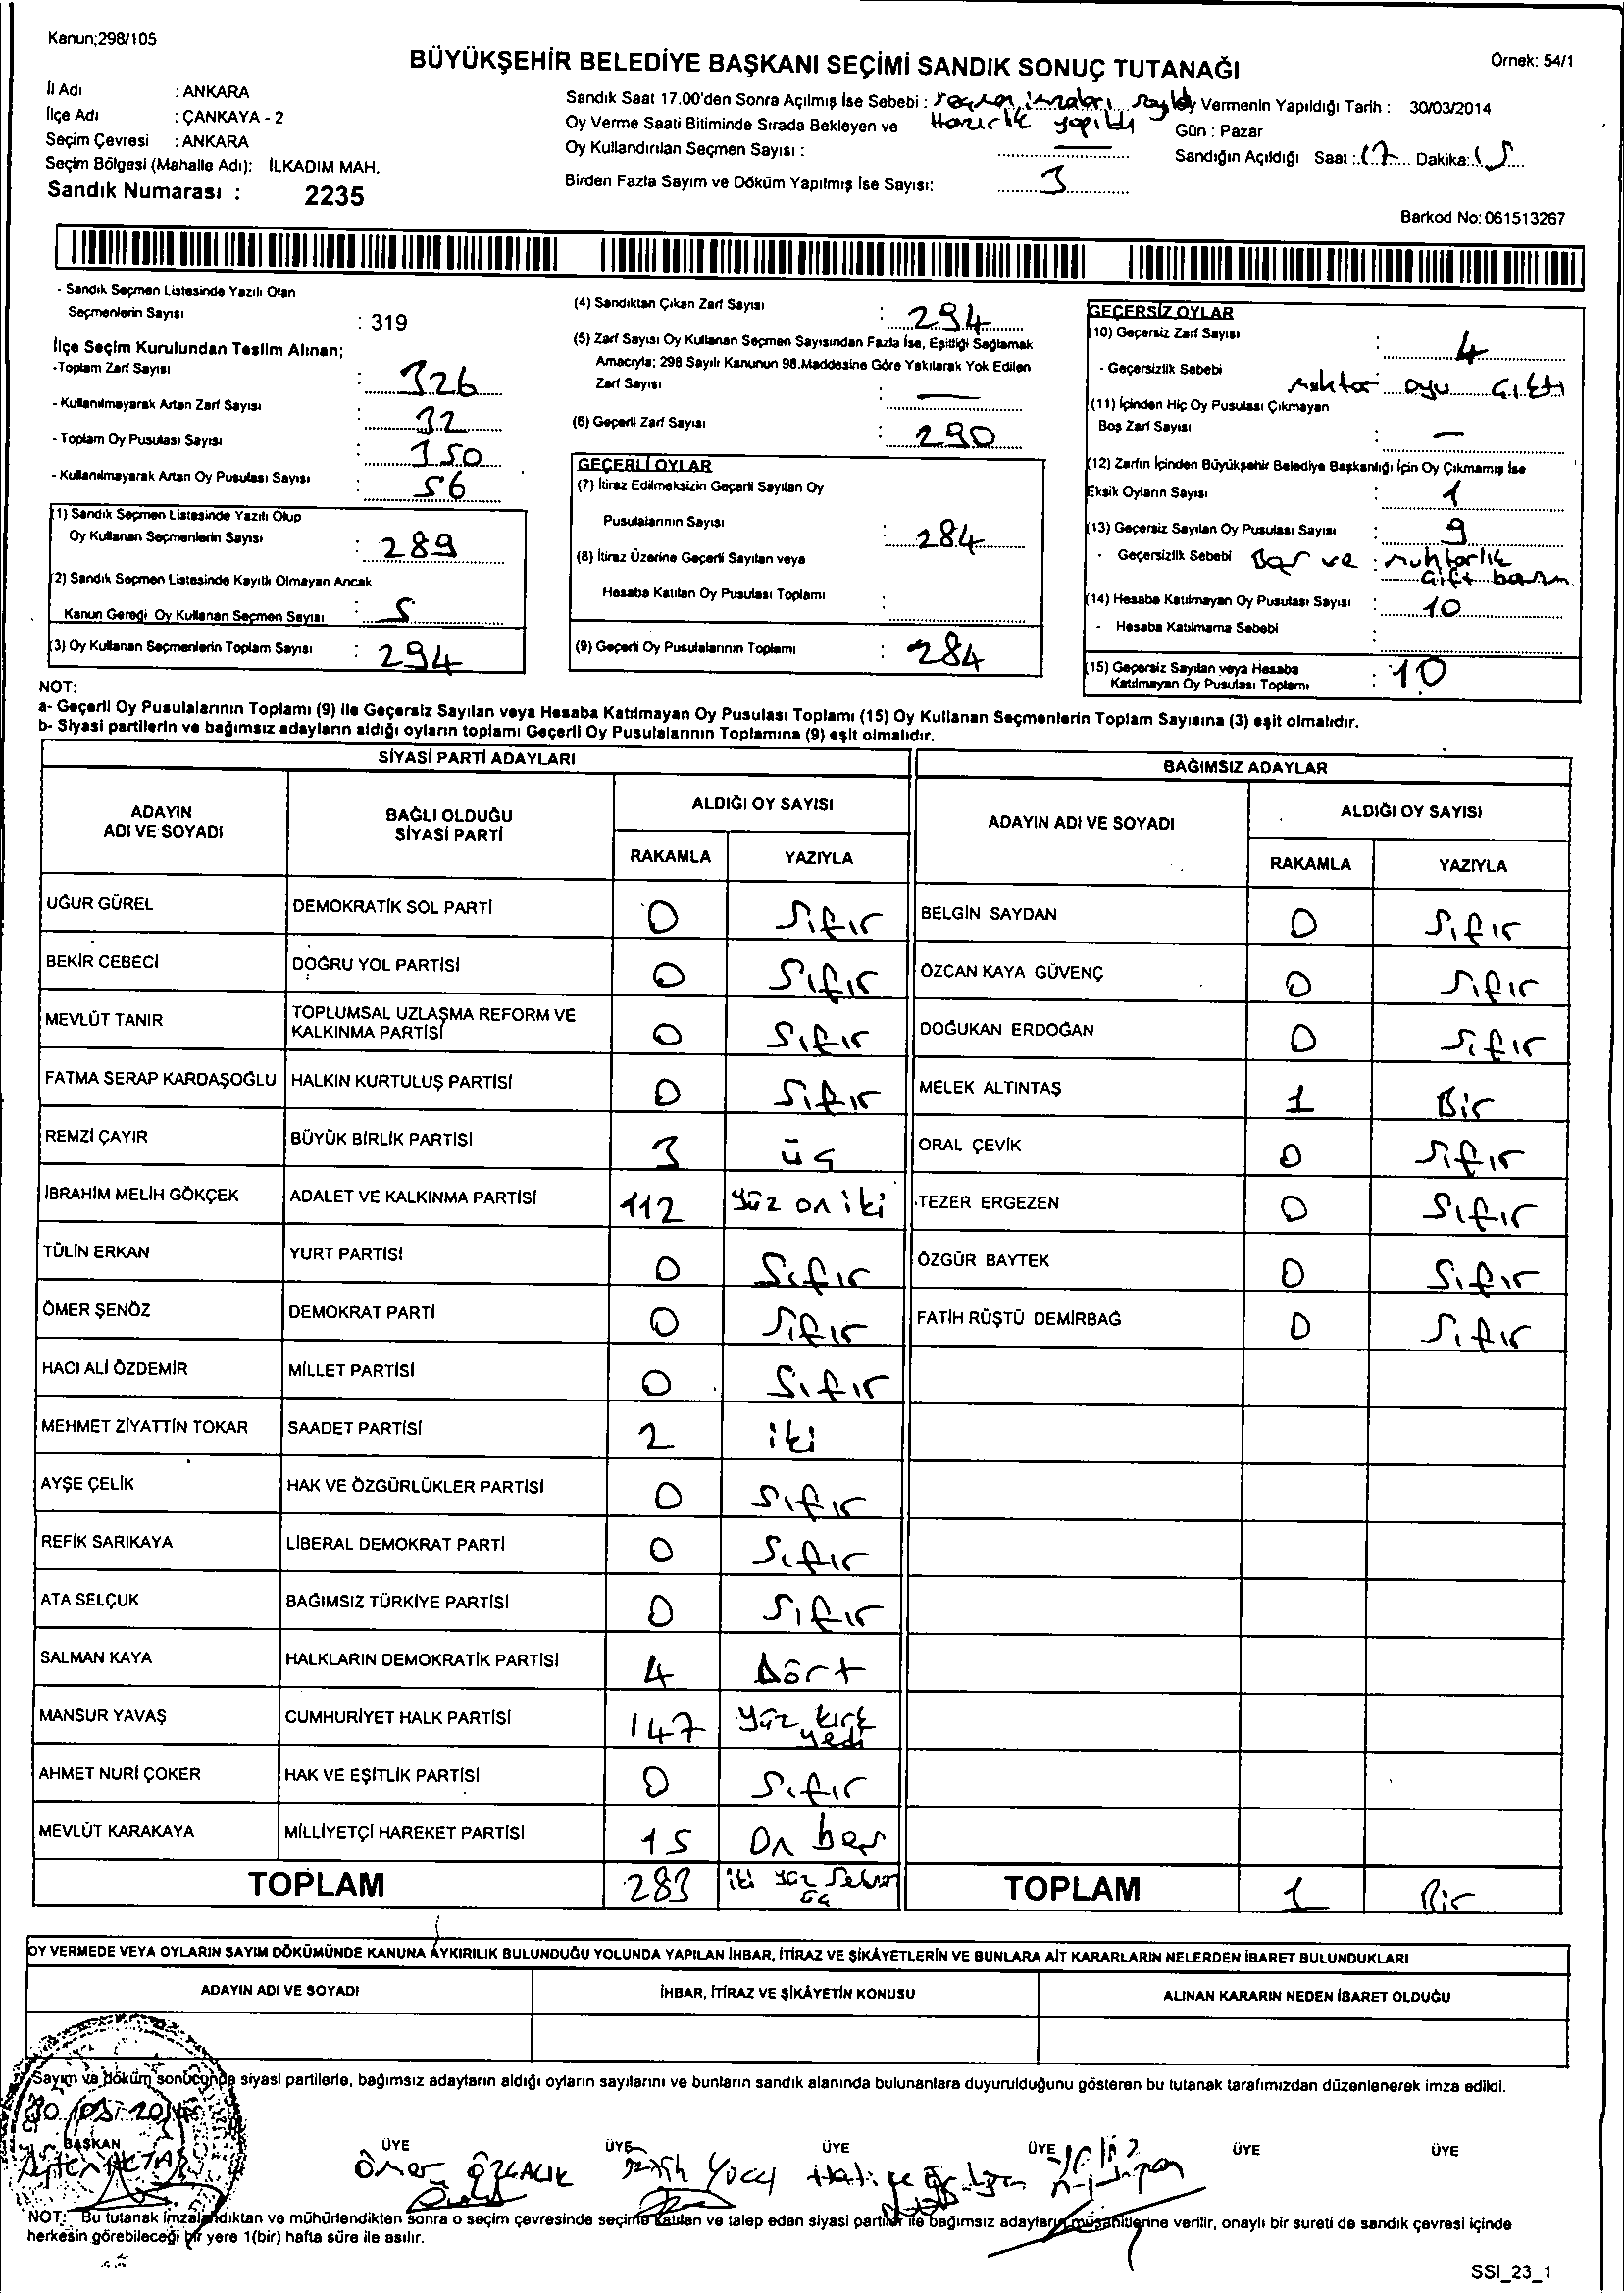 Kanun;298/105
BÜYÜKŞEHİR BELEDİYE BAŞKANI SEÇİMİ SANDIK SONUÇ TUTANAĞI
Örnek: 54/1
İl Adı : ANKARA
İlçe Adı : ÇANKAYA - 2
Seçim Çevresi : ANKARA
Seçim Bölgesi (Mahalle Adı): İLKADIM MAH.
Sandık Numarası : 2235
Sandık Saat 17.00'den Sonra Açılmış İse Sebebi : seçmen imzaları sayıldı
Hazırlık yapıldı
Oy Verme Saati Bitiminde Sırada Bekleyen ve
Oy Kullandırılan Seçmen Sayısı : —
Birden Fazla Sayım ve Döküm Yapılmış İse Sayısı: 3
Oy Vermenin Yapıldığı Tarih : 30/03/2014
Gün : Pazar
Sandığın Açıldığı Saat : 17 Dakika: 15
Barkod No: 061513267
- Sandık Seçmen Listesinde Yazılı Olan
Seçmenlerin Sayısı : 319
İlçe Seçim Kurulundan Teslim Alınan;
-Toplam Zarf Sayısı : 326
- Kullanılmayarak Artan Zarf Sayısı : 32
- Toplam Oy Pusulası Sayısı : 350
- Kullanılmayarak Artan Oy Pusulası Sayısı : 56
(1) Sandık Seçmen Listesinde Yazılı Olup
Oy Kullanan Seçmenlerin Sayısı : 289
(2) Sandık Seçmen Listesinde Kayıtlı Olmayan Ancak
Kanun Gereği Oy Kullanan Seçmen Sayısı : 5
(3) Oy Kullanan Seçmenlerin Toplam Sayısı : 294
(4) Sandıktan Çıkan Zarf Sayısı : 294
(5) Zarf Sayısı Oy Kullanan Seçmen Sayısından Fazla İse, Eşitliği Sağlamak
Amacıyla; 298 Sayılı Kanunun 98.Maddesine Göre Yakılarak Yok Edilen
Zarf Sayısı : —
(6) Geçerli Zarf Sayısı : 290
GEÇERLİ OYLAR
(7) İtiraz Edilmeksizin Geçerli Sayılan Oy
Pusulalarının Sayısı : 284
(8) İtiraz Üzerine Geçerli Sayılan veya
Hesaba Katılan Oy Pusulası Toplamı :
(9) Geçerli Oy Pusulalarının Toplamı : 284
GEÇERSİZ OYLAR
(10) Geçersiz Zarf Sayısı : 4
- Geçersizlik Sebebi muhtar oyu çıktı
(11) İçinden Hiç Oy Pusulası Çıkmayan
Boş Zarf Sayısı : —
(12) Zarfın İçinden Büyükşehir Belediye Başkanlığı İçin Oy Çıkmamış İse
Eksik Oyların Sayısı : 1
(13) Geçersiz Sayılan Oy Pusulası Sayısı : 9
- Geçersizlik Sebebi Boş ve : muhtarlık
çift basım
(14) Hesaba Katılmayan Oy Pusulası Sayısı : 10
- Hesaba Katılmama Sebebi :
(15) Geçersiz Sayılan veya Hesaba
Katılmayan Oy Pusulası Toplamı : 10
NOT:
a- Geçerli Oy Pusulalarının Toplamı (9) ile Geçersiz Sayılan veya Hesaba Katılmayan Oy Pusulası Toplamı (15) Oy Kullanan Seçmenlerin Toplam Sayısına (3) eşit olmalıdır.
b- Siyasi partilerin ve bağımsız adayların aldığı oyların toplamı Geçerli Oy Pusulalarının Toplamına (9) eşit olmalıdır.
SİYASİ PARTİ ADAYLARI
ADAYIN ADI VE SOYADI BAĞLI OLDUĞU SİYASİ PARTİ ALDIĞI OY SAYISI
RAKAMLA YAZIYLA
UĞUR GÜREL DEMOKRATİK SOL PARTİ 0 Sıfır
BEKİR CEBECİ DOĞRU YOL PARTİSİ 0 Sıfır
MEVLÜT TANIR TOPLUMSAL UZLAŞMA REFORM VE KALKINMA PARTİSİ 0 Sıfır
FATMA SERAP KARDAŞOĞLU HALKIN KURTULUŞ PARTİSİ 0 Sıfır
REMZİ ÇAYIR BÜYÜK BİRLİK PARTİSİ 3 üç
İBRAHİM MELİH GÖKÇEK ADALET VE KALKINMA PARTİSİ 112 yüz on iki
TÜLİN ERKAN YURT PARTİSİ 0 Sıfır
ÖMER ŞENÖZ DEMOKRAT PARTİ 0 Sıfır
HACI ALİ ÖZDEMİR MİLLET PARTİSİ 0 Sıfır
MEHMET ZİYATTİN TOKAR SAADET PARTİSİ 2 iki
AYŞE ÇELİK HAK VE ÖZGÜRLÜKLER PARTİSİ 0 Sıfır
REFİK SARIKAYA LİBERAL DEMOKRAT PARTİ 0 Sıfır
ATA SELÇUK BAĞIMSIZ TÜRKİYE PARTİSİ 0 Sıfır
SALMAN KAYA HALKLARIN DEMOKRATİK PARTİSİ 4 Dört
MANSUR YAVAŞ CUMHURİYET HALK PARTİSİ 147 yüz kırk yedi
AHMET NURİ ÇOKER HAK VE EŞİTLİK PARTİSİ 0 Sıfır
MEVLÜT KARAKAYA MİLLİYETÇİ HAREKET PARTİSİ 15 On beş
TOPLAM 283 iki yüz seksen üç
BAĞIMSIZ ADAYLAR
ADAYIN ADI VE SOYADI ALDIĞI OY SAYISI
RAKAMLA YAZIYLA
BELGİN SAYDAN 0 Sıfır
ÖZCAN KAYA GÜVENÇ 0 Sıfır
DOĞUKAN ERDOĞAN 0 Sıfır
MELEK ALTINTAŞ 1 Bir
ORAL ÇEVİK 0 Sıfır
TEZER ERGEZEN 0 Sıfır
ÖZGÜR BAYTEK 0 Sıfır
FATİH RÜŞTÜ DEMİRBAĞ 0 Sıfır
TOPLAM 1 Bir
OY VERMEDE VEYA OYLARIN SAYIM DÖKÜMÜNDE KANUNA AYKIRILIK BULUNDUĞU YOLUNDA YAPILAN İHBAR, İTİRAZ VE ŞİKÂYETLERİN VE BUNLARA AİT KARARLARIN NELERDEN İBARET BULUNDUKLARI
ADAYIN ADI VE SOYADI İHBAR, İTİRAZ VE ŞİKÂYETİN KONUSU ALINAN KARARIN NEDEN İBARET OLDUĞU
Sayım ve döküm sonucunda siyasi partilerle, bağımsız adayların aldığı oyların sayılarını ve bunların sandık alanında bulunanlara duyurulduğunu gösteren bu tutanak tarafımızdan düzenlenerek imza edildi.
30/03/2014
BAŞKAN ÜYE ÜYE ÜYE ÜYE ÜYE ÜYE
Ömer ÖZÇALIK
NOT: Bu tutanak imzalandıktan ve mühürlendikten sonra o seçim çevresinde seçime katılan ve talep eden siyasi partiler ile bağımsız adayların müşahitlerine verilir, onaylı bir sureti de sandık çevresi içinde
herkesin görebileceği bir yere 1(bir) hafta süre ile asılır.
SSI_23_1